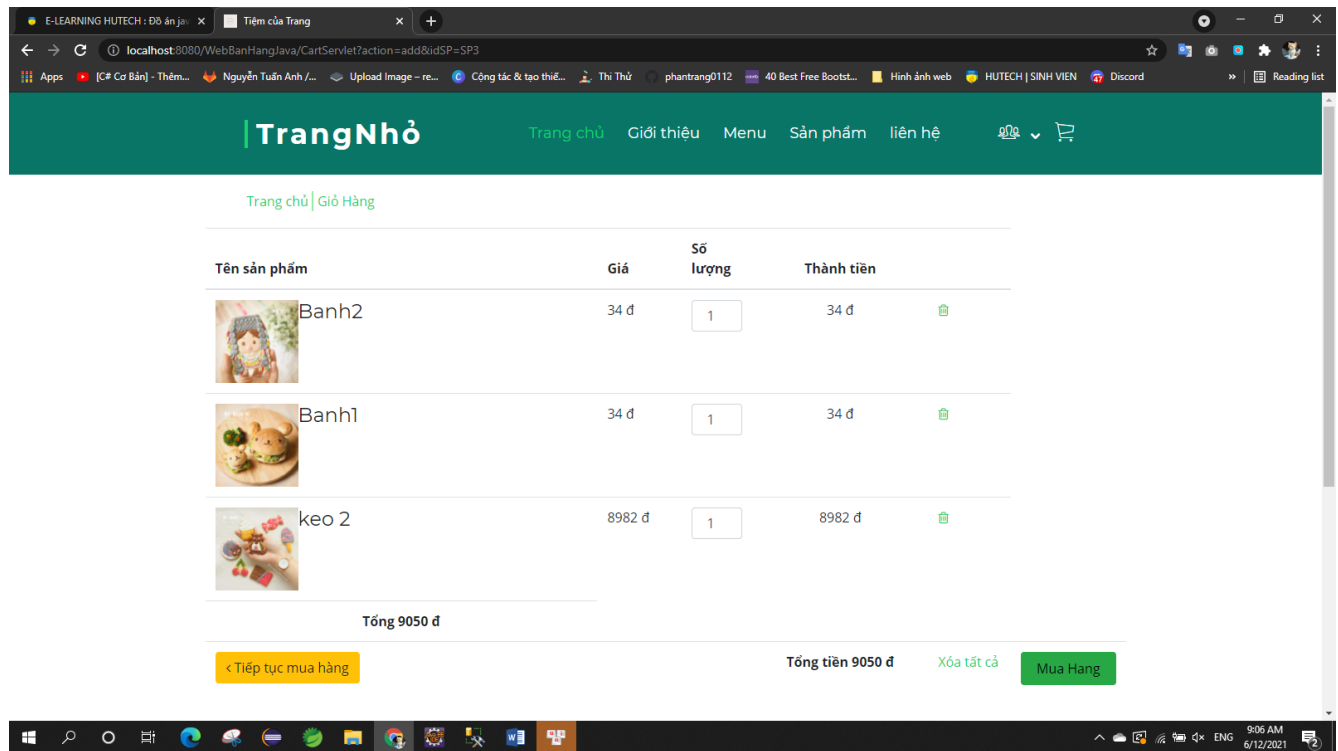 E-LEARNING HUTECH : Đồ án jav
Tiệm của Trang
localhost:8080/WebBanHangJava/CartServlet?action=add&idSP=SP3
Apps [C# Cơ Bản] - Thêm... Nguyễn Tuấn Anh /... Upload Image – re... Cộng tác & tạo thiế... Thi Thử phantrang0112 40 Best Free Bootst... Hinh ảnh web HUTECH | SINH VIEN Discord » Reading list
TrangNhỏ Trang chủ Giới thiệu Menu Sản phẩm liên hệ
Trang chủ Giỏ Hàng
Tên sản phẩm Giá Số lượng Thành tiền
Banh2 34 đ 1 34 đ
Banh1 34 đ 1 34 đ
keo 2 8982 đ 1 8982 đ
Tổng 9050 đ
‹ Tiếp tục mua hàng Tổng tiền 9050 đ Xóa tất cả Mua Hang
ENG 9:06 AM
6/12/2021